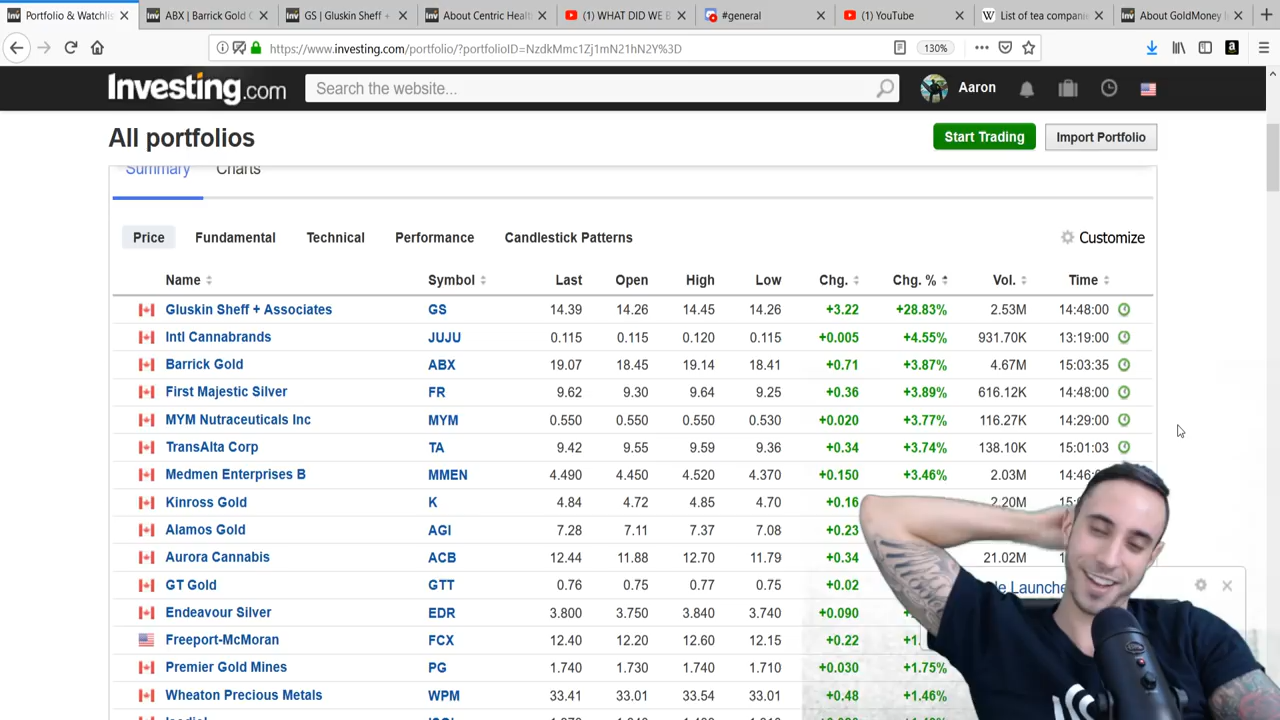 Portfolio & Watchlis
ABX | Barrick Gold C
GS | Gluskin Sheff +
About Centric Healt
(1) WHAT DID WE B
#general
(1) YouTube
List of tea companie
About GoldMoney I
https://www.investing.com/portfolio/?portfolioID=NzdkMmc1Zj1mN21hN2Y%3D
130%
Investing.com
Search the website...
Aaron
All portfolios
Start Trading
Import Portfolio
Summary Charts
Price Fundamental Technical Performance Candlestick Patterns Customize
Name Symbol Last Open High Low Chg. Chg. % Vol. Time
Gluskin Sheff + Associates GS 14.39 14.26 14.45 14.26 +3.22 +28.83% 2.53M 14:48:00
Intl Cannabrands JUJU 0.115 0.115 0.120 0.115 +0.005 +4.55% 931.70K 13:19:00
Barrick Gold ABX 19.07 18.45 19.14 18.41 +0.71 +3.87% 4.67M 15:03:35
First Majestic Silver FR 9.62 9.30 9.64 9.25 +0.36 +3.89% 616.12K 14:48:00
MYM Nutraceuticals Inc MYM 0.550 0.550 0.550 0.530 +0.020 +3.77% 116.27K 14:29:00
TransAlta Corp TA 9.42 9.55 9.59 9.36 +0.34 +3.74% 138.10K 15:01:03
Medmen Enterprises B MMEN 4.490 4.450 4.520 4.370 +0.150 +3.46% 2.03M 14:46:
Kinross Gold K 4.84 4.72 4.85 4.70 +0.16 2.20M
Alamos Gold AGI 7.28 7.11 7.37 7.08 +0.23
Aurora Cannabis ACB 12.44 11.88 12.70 11.79 +0.34 21.02M
GT Gold GTT 0.76 0.75 0.77 0.75 +0.02
Endeavour Silver EDR 3.800 3.750 3.840 3.740 +0.090
Freeport-McMoran FCX 12.40 12.20 12.60 12.15 +0.22 +1.
Premier Gold Mines PG 1.740 1.730 1.740 1.710 +0.030 +1.75%
Wheaton Precious Metals WPM 33.41 33.01 33.54 33.01 +0.48 +1.46%
le Launche